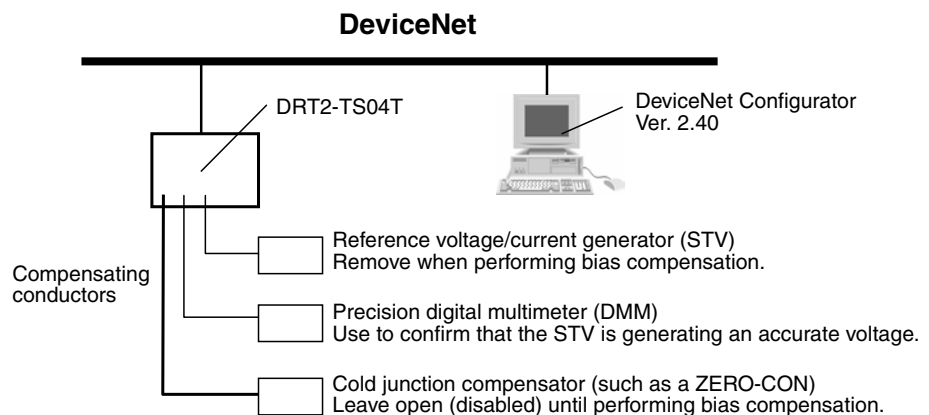 DeviceNet
DRT2-TS04T
DeviceNet Configurator
Ver. 2.40
Compensating
conductors
Reference voltage/current generator (STV)
Remove when performing bias compensation.
Precision digital multimeter (DMM)
Use to confirm that the STV is generating an accurate voltage.
Cold junction compensator (such as a ZERO-CON)
Leave open (disabled) until performing bias compensation.